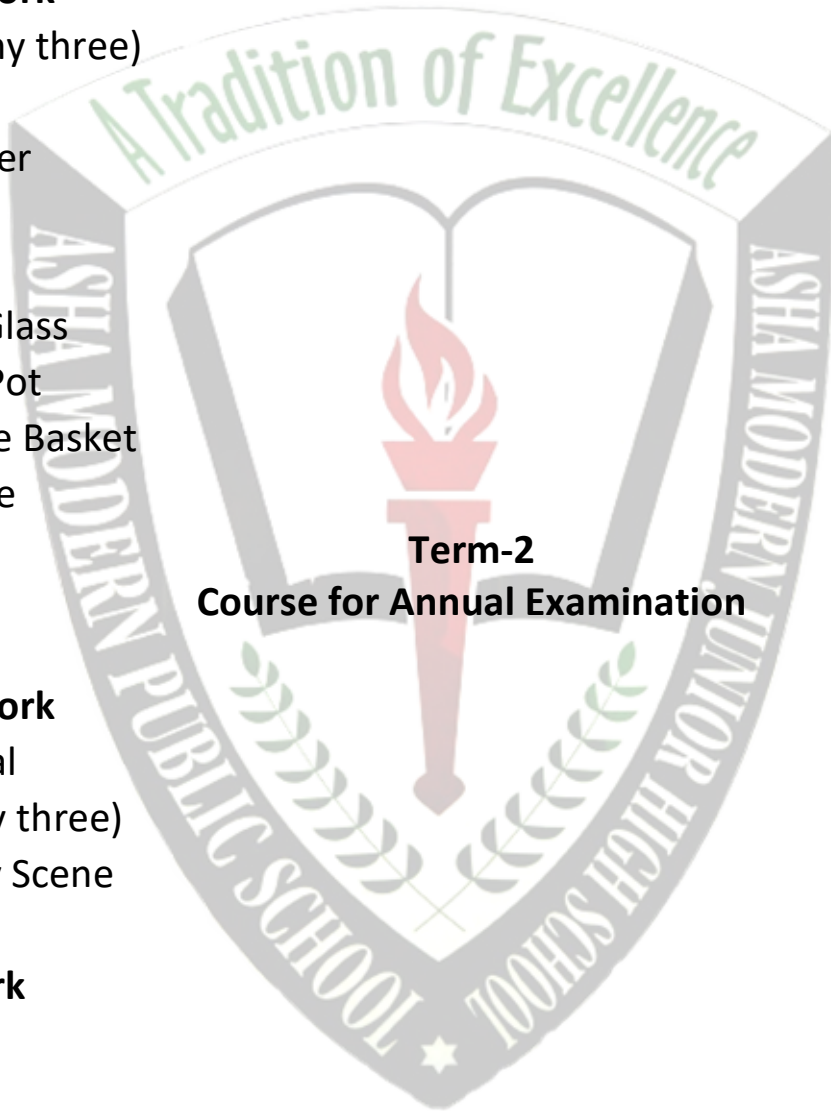 ork
ny three)
er
Glass
Pot
e Basket
e
Term-2
Course for Annual Examination
ork
al
y three)
y Scene
rk
A Tradition of Excellence
ASHA MODERN PUBLIC SCHOOL
ASHA MODERN JUNIOR HIGH SCHOOL